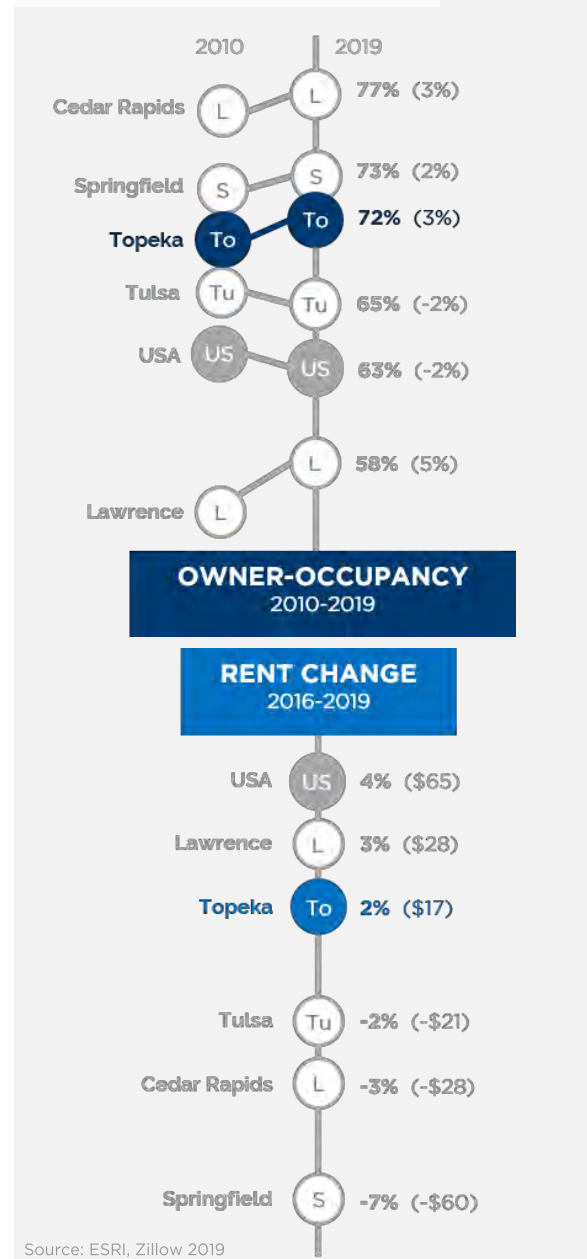 2010 2019
Cedar Rapids L L 77% (3%)
Springfield S S 73% (2%)
Topeka To To 72% (3%)
Tulsa Tu Tu 65% (-2%)
USA US US 63% (-2%)
L 58% (5%)
Lawrence L
OWNER-OCCUPANCY
2010-2019
RENT CHANGE
2016-2019
USA US 4% ($65)
Lawrence L 3% ($28)
Topeka To 2% ($17)
Tulsa Tu -2% (-$21)
Cedar Rapids L -3% (-$28)
Springfield S -7% (-$60)
Source: ESRI, Zillow 2019